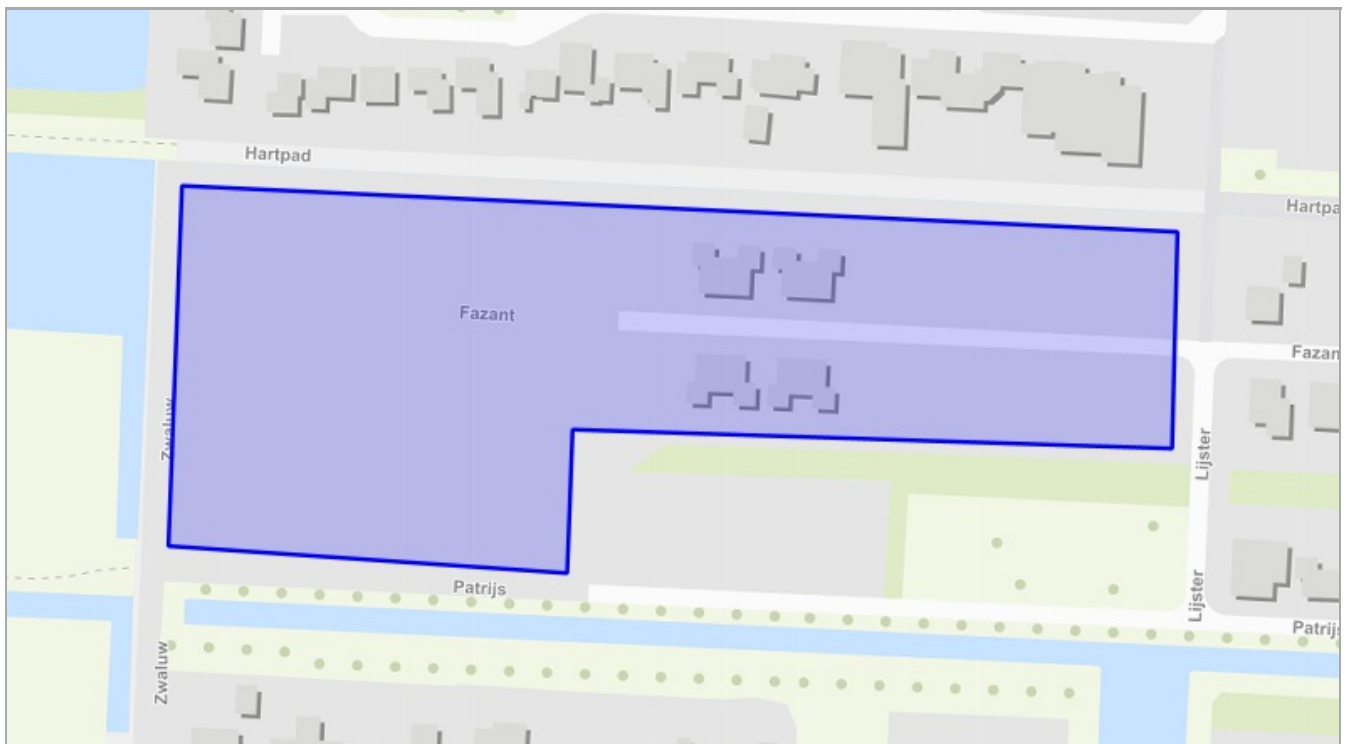 Hartpad
Hartpa
Fazant
Fazan
Zwaluw
Lijster
Lijster
Patrijs
Patrijs
Zwaluw